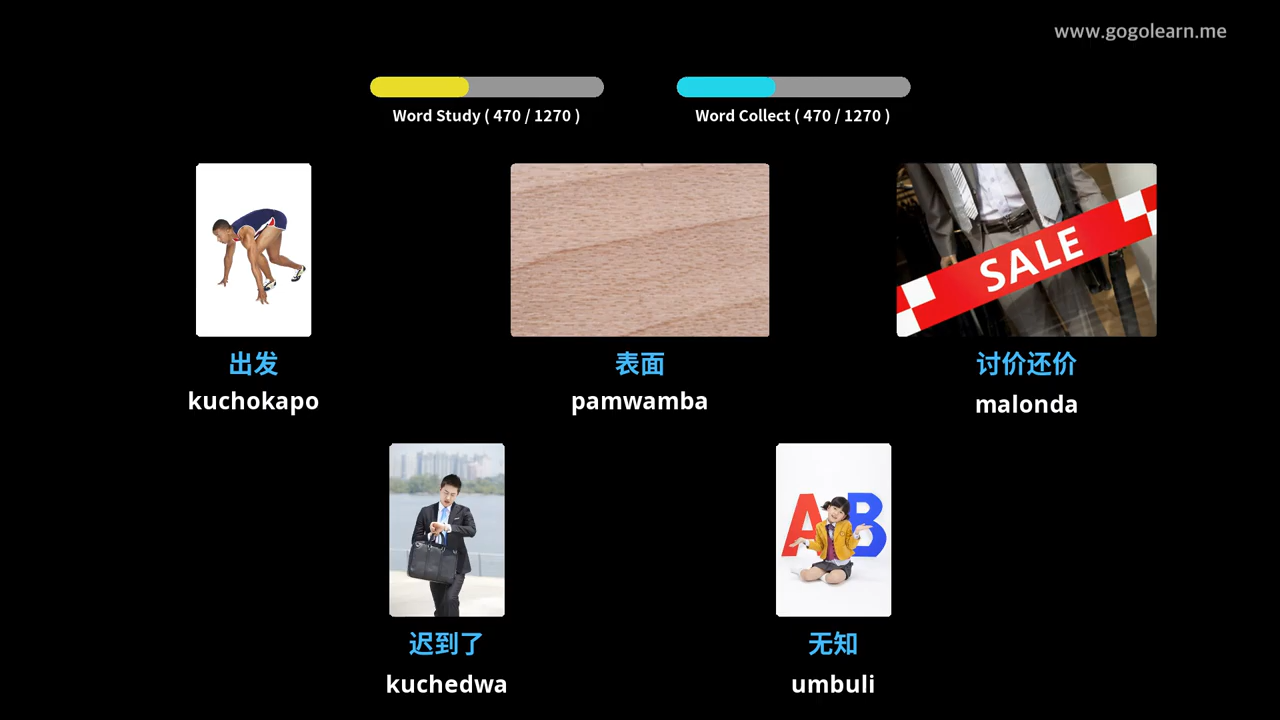 www.gogolearn.me
Word Study ( 470 / 1270 )
Word Collect ( 470 / 1270 )
SALE
出发
表面
讨价还价
kuchokapo
pamwamba
malonda
A B
迟到了
无知
kuchedwa
umbuli